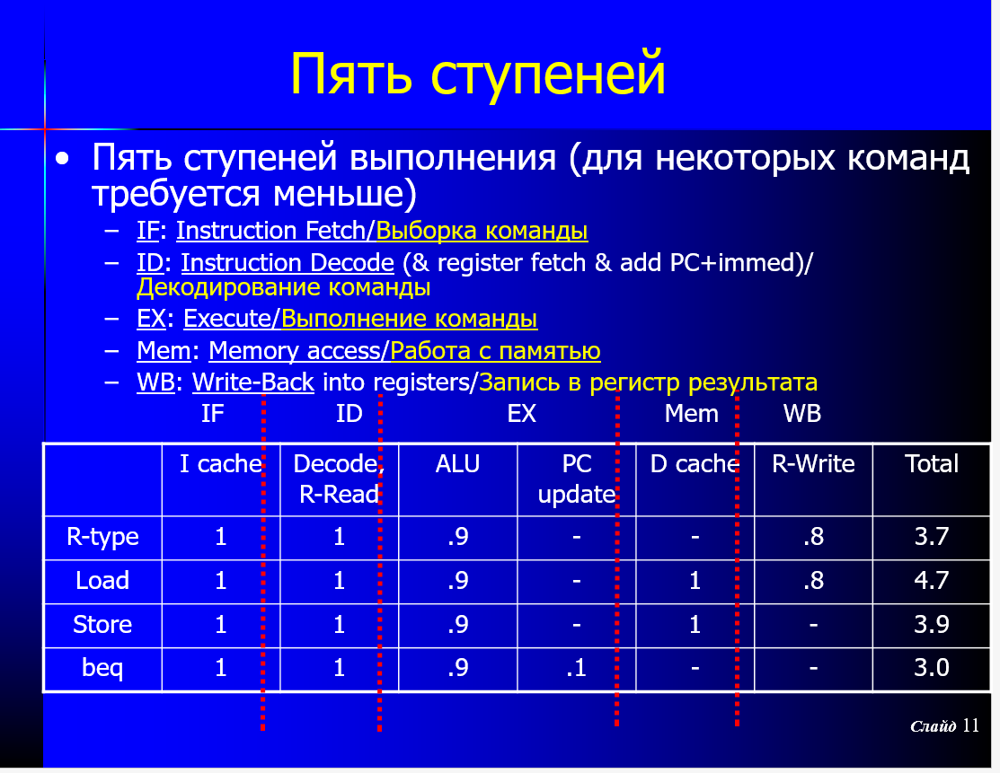 Пять ступеней
• Пять ступеней выполнения (для некоторых команд
требуется меньше)
– IF: Instruction Fetch/Выборка команды
– ID: Instruction Decode (& register fetch & add PC+immed)/
Декодирование команды
– EX: Execute/Выполнение команды
– Mem: Memory access/Работа с памятью
– WB: Write-Back into registers/Запись в регистр результата
IF ID EX Mem WB
I cache Decode, ALU PC D cache R-Write Total
R-Read update
R-type 1 1 .9 - - .8 3.7
Load 1 1 .9 - 1 .8 4.7
Store 1 1 .9 - 1 - 3.9
beq 1 1 .9 .1 - - 3.0
Слайд 11